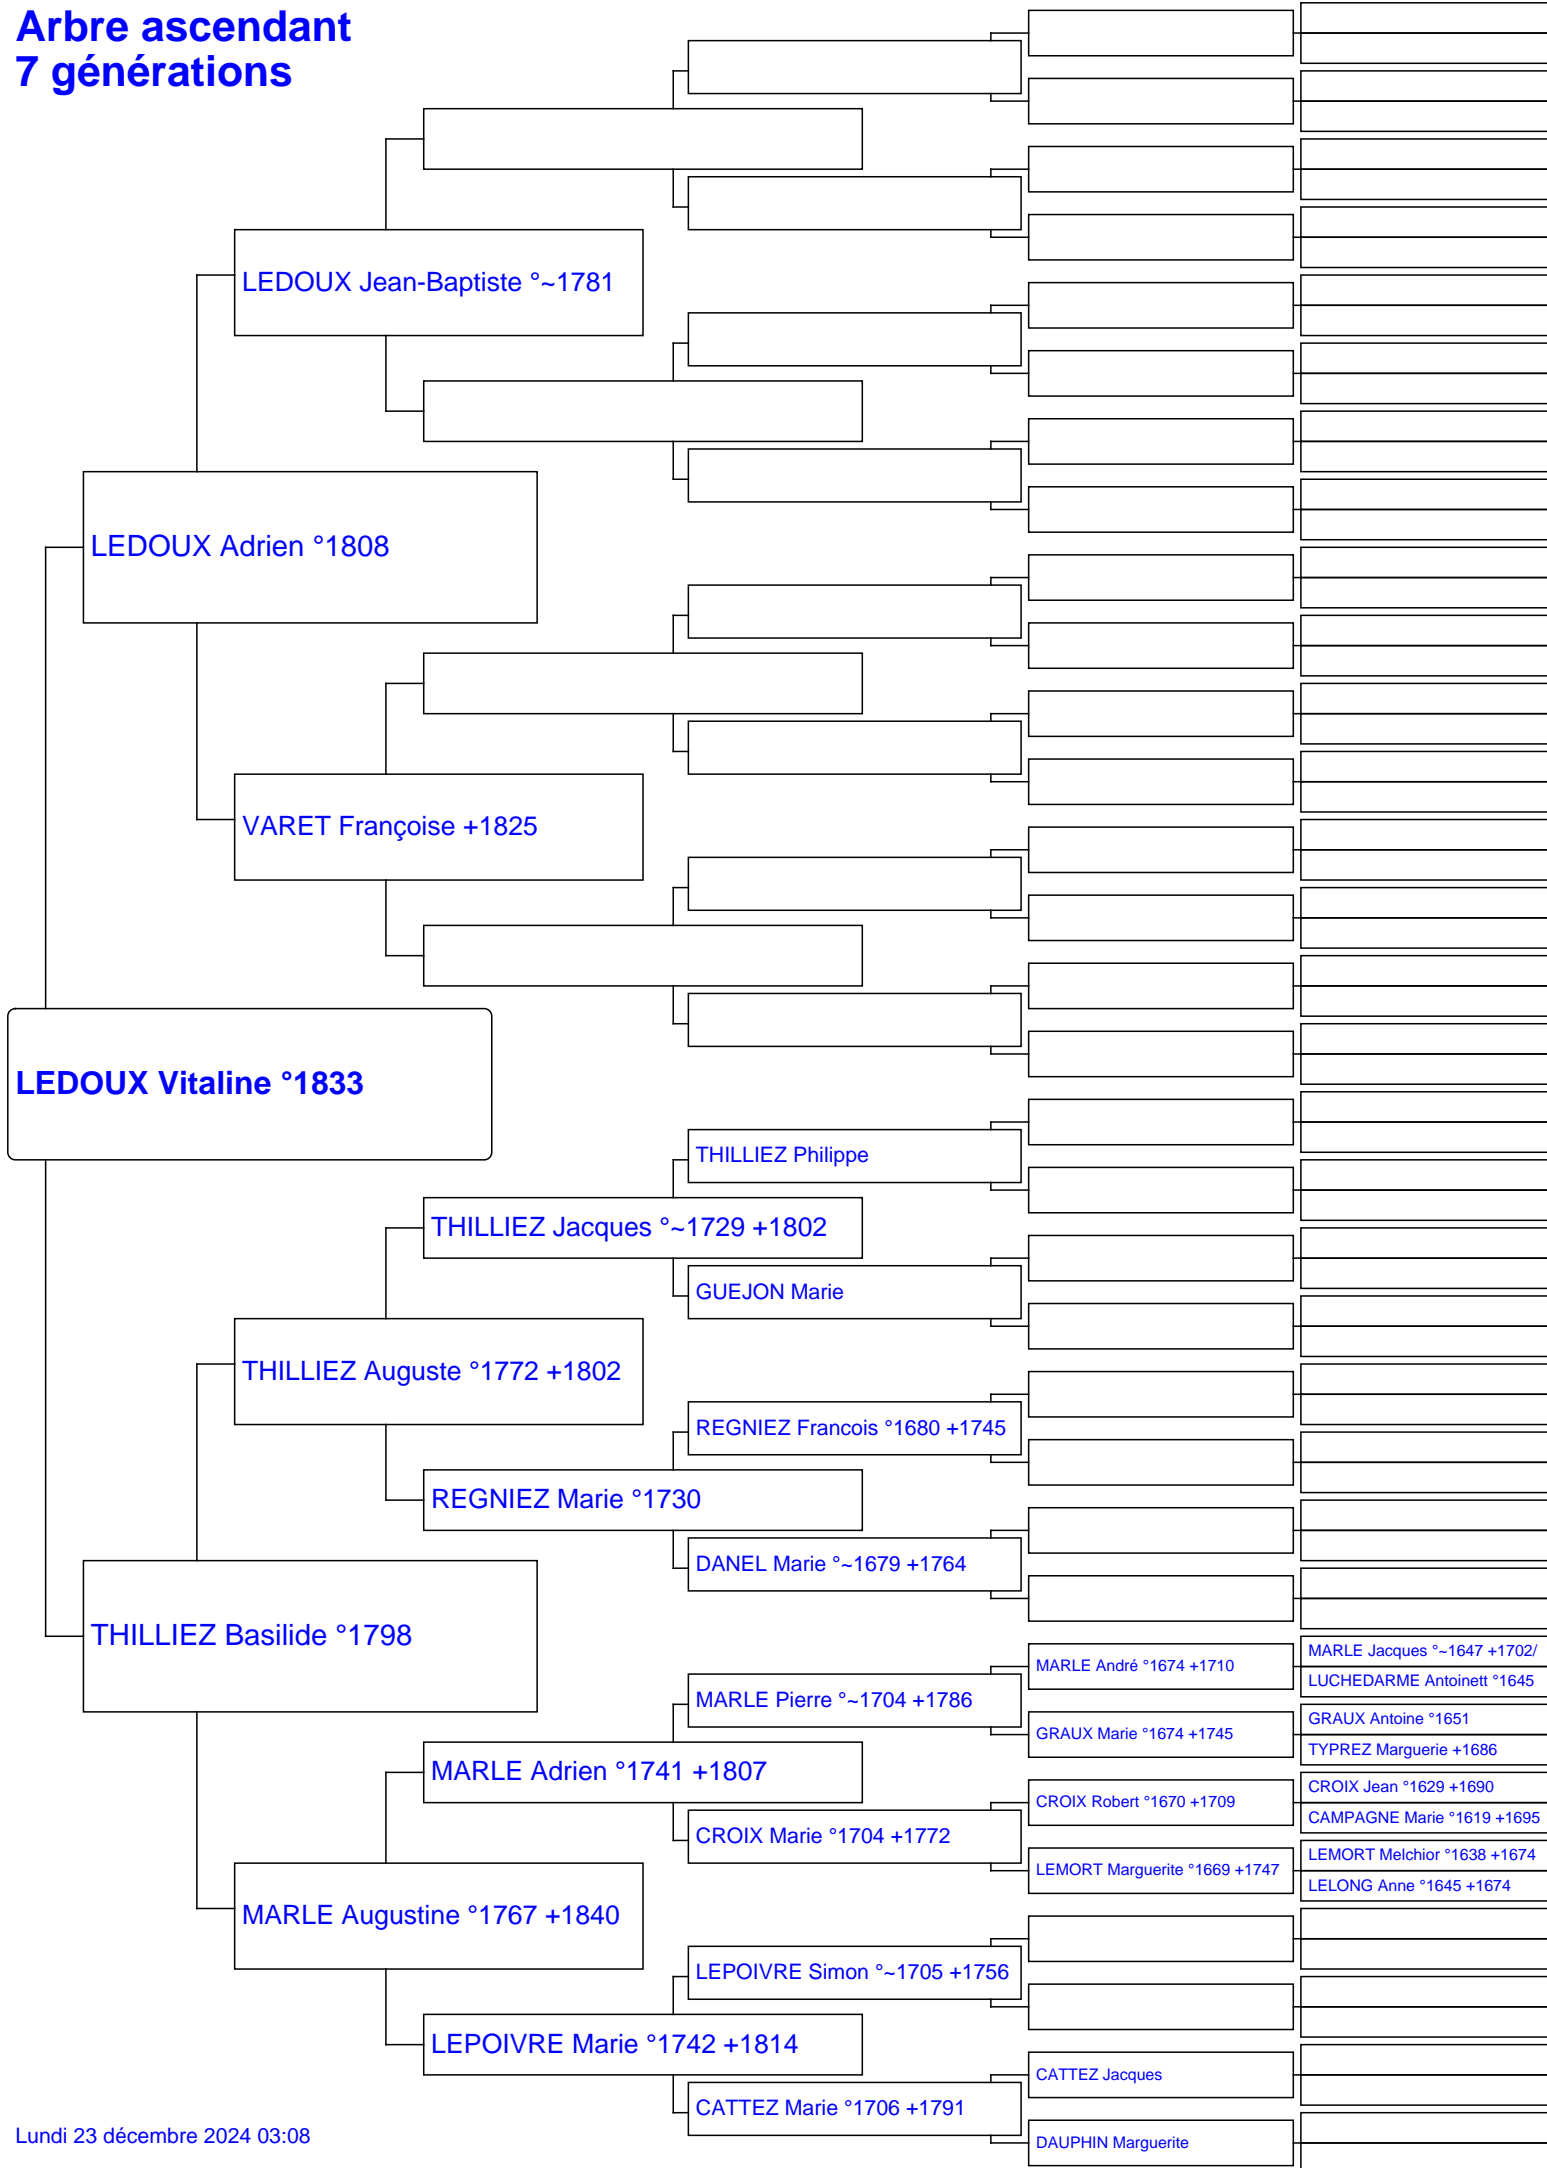 Arbre ascendant
7 générations
LEDOUX Jean-Baptiste °~1781
LEDOUX Adrien °1808
VARET Françoise +1825
LEDOUX Vitaline °1833
THILLIEZ Philippe
THILLIEZ Jacques °~1729 +1802
GUEJON Marie
THILLIEZ Auguste °1772 +1802
REGNIEZ Francois °1680 +1745
REGNIEZ Marie °1730
DANEL Marie °~1679 +1764
THILLIEZ Basilide °1798
MARLE Jacques °~1647 +1702/
MARLE André °1674 +1710
LUCHEDARME Antoinett °1645
MARLE Pierre °~1704 +1786
GRAUX Antoine °1651
GRAUX Marie °1674 +1745
TYPREZ Marguerie +1686
MARLE Adrien °1741 +1807
CROIX Jean °1629 +1690
CROIX Robert °1670 +1709
CAMPAGNE Marie °1619 +1695
CROIX Marie °1704 +1772
LEMORT Melchior °1638 +1674
LEMORT Marguerite °1669 +1747
LELONG Anne °1645 +1674
MARLE Augustine °1767 +1840
LEPOIVRE Simon °~1705 +1756
LEPOIVRE Marie °1742 +1814
CATTEZ Jacques
CATTEZ Marie °1706 +1791
DAUPHIN Marguerite
Lundi 23 décembre 2024 03:08